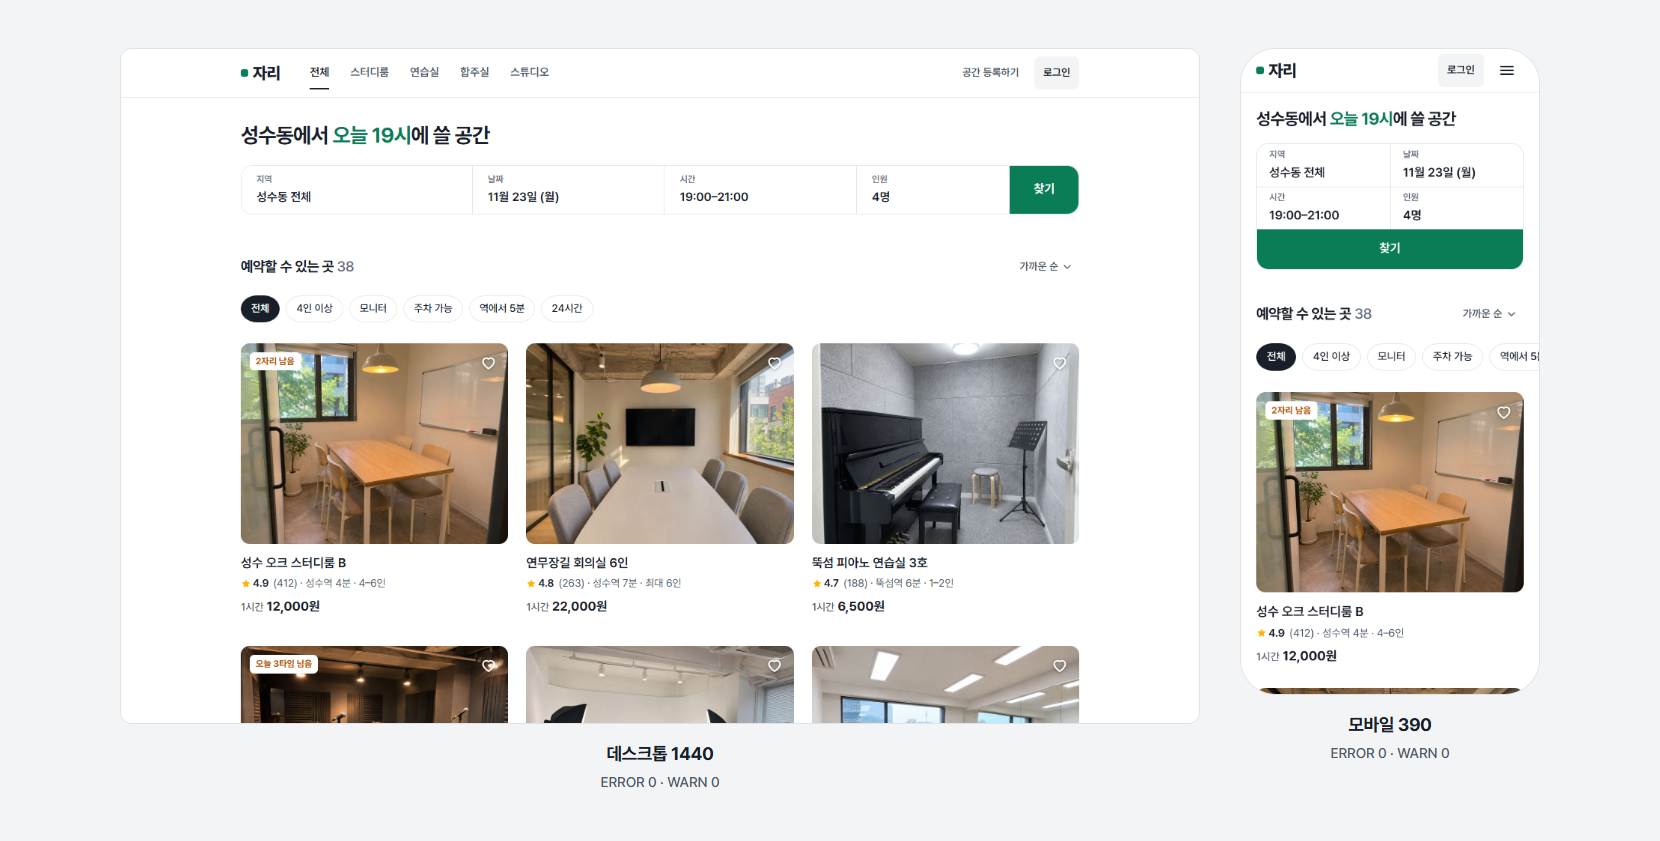 자리
전체 스터디룸 연습실 합주실 스튜디오
공간 등록하기 로그인
성수동에서 오늘 19시에 쓸 공간
지역 날짜 시간 인원
성수동 전체 11월 23일 (월) 19:00–21:00 4명
찾기
예약할 수 있는 곳 38
가까운 순
전체 4인 이상 모니터 주차 가능 역에서 5분 24시간
2자리 남음
성수 오크 스터디룸 B
4.9 (412) · 성수역 4분 · 4–6인
1시간 12,000원
연무장길 회의실 6인
4.8 (263) · 성수역 7분 · 최대 6인
1시간 22,000원
뚝섬 피아노 연습실 3호
4.7 (188) · 뚝섬역 6분 · 1–2인
1시간 6,500원
오늘 3타임 남음
데스크톱 1440
ERROR 0 · WARN 0
자리
로그인
성수동에서 오늘 19시에 쓸 공간
지역 날짜
성수동 전체 11월 23일 (월)
시간 인원
19:00–21:00 4명
찾기
예약할 수 있는 곳 38
가까운 순
전체 4인 이상 모니터 주차 가능 역에서
2자리 남음
성수 오크 스터디룸 B
4.9 (412) · 성수역 4분 · 4–6인
1시간 12,000원
모바일 390
ERROR 0 · WARN 0